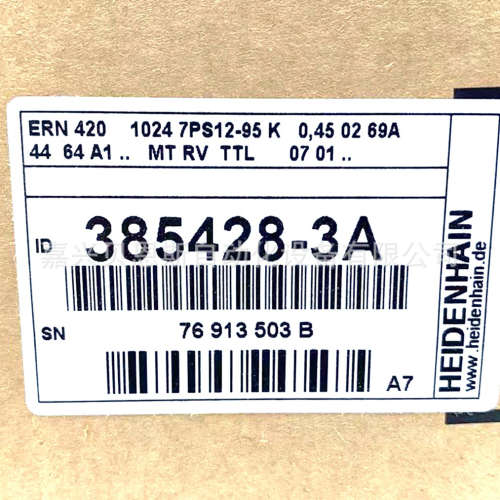 ERN 420 1024 7PS12-95 K 0,45 02 69A
44 64 A1 .. MT RV TTL 07 01 ..
ID 385428-3A
SN 76 913 503 B
A7
HEIDENHAIN
www.heidenhain.de